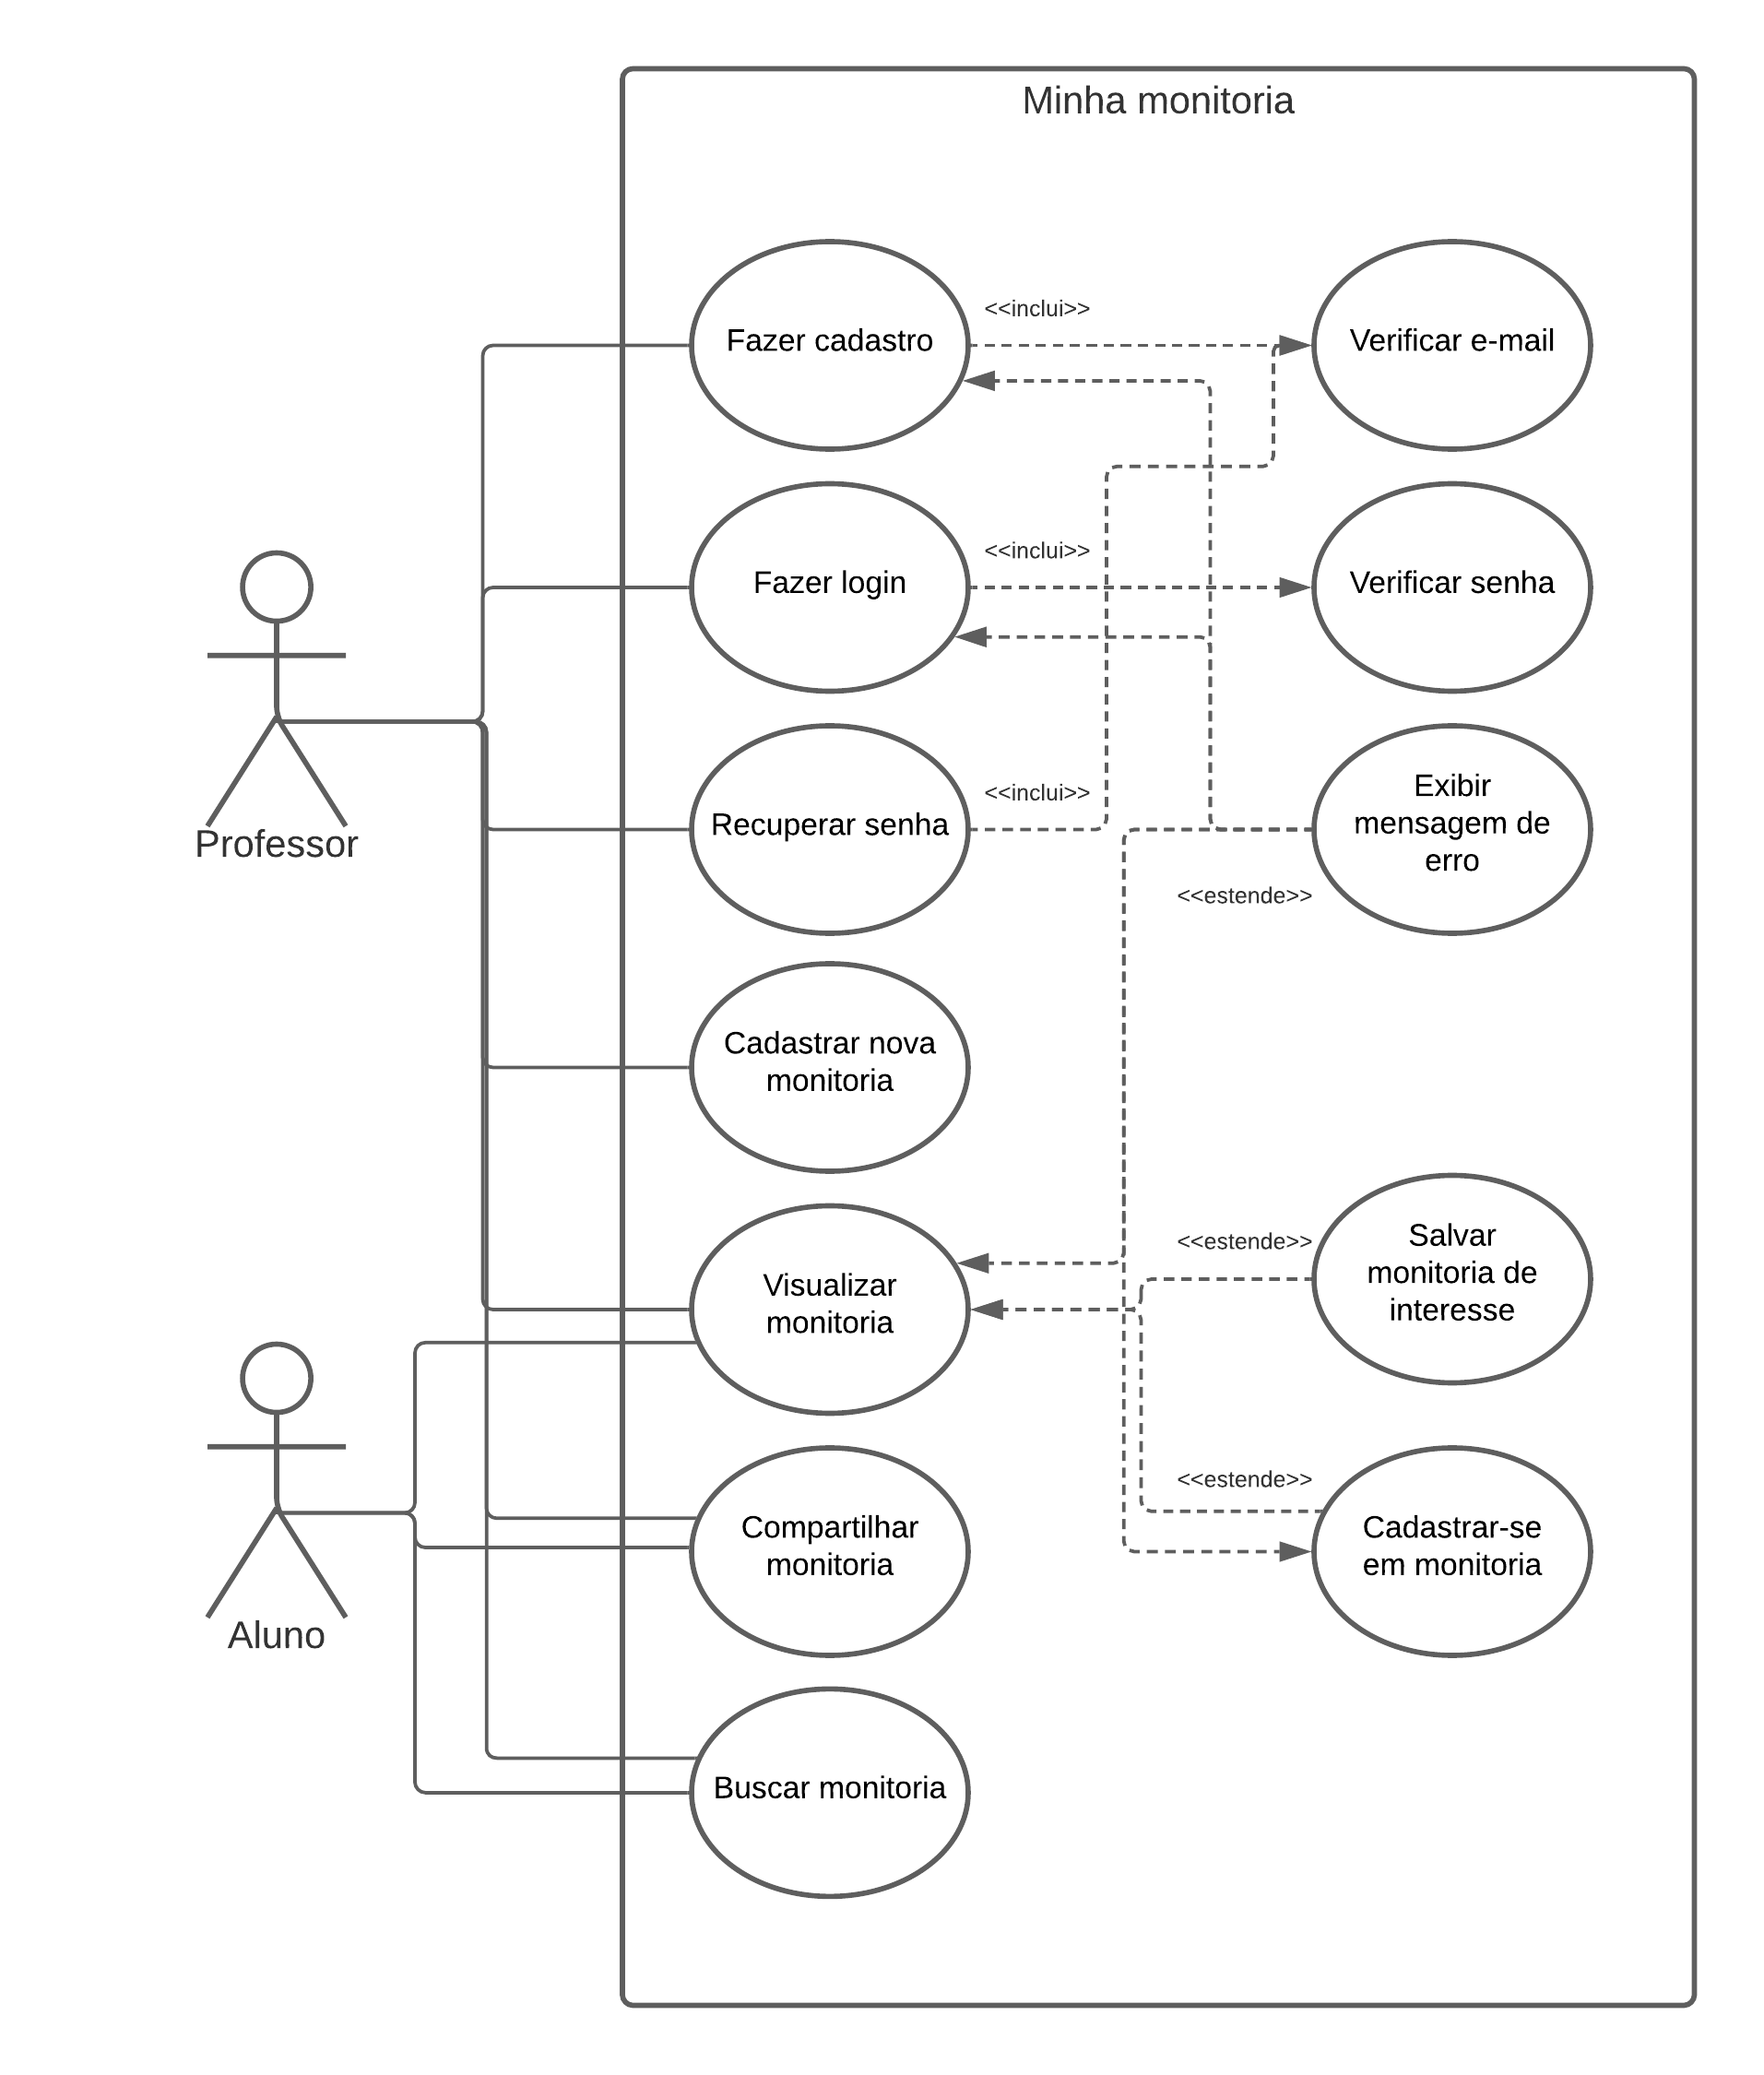 Minha monitoria
Fazer cadastro
<<inclui>>
Verificar e-mail
Fazer login
<<inclui>>
Verificar senha
Professor
Recuperar senha
<<inclui>>
Exibir
mensagem de
erro
<<estende>>
Cadastrar nova
monitoria
Visualizar
monitoria
<<estende>>
Salvar
monitoria de
interesse
Aluno
Compartilhar
monitoria
<<estende>>
Cadastrar-se
em monitoria
Buscar monitoria